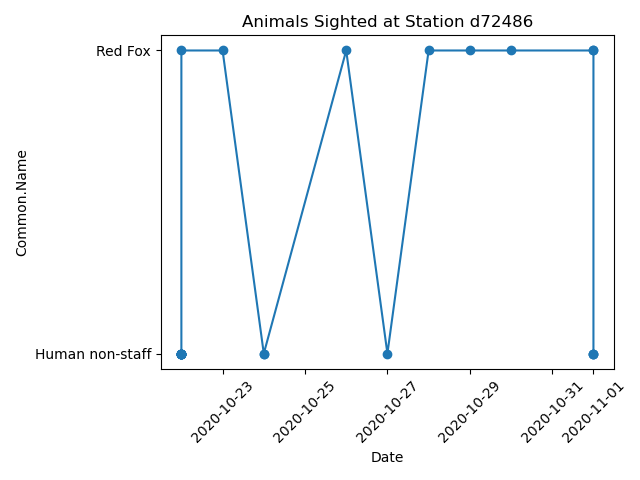 Animals Sighted at Station d72486
Red Fox
Common.Name
Human non-staff
2020-10-23
2020-10-25
2020-10-27
2020-10-29
2020-10-31
2020-11-01
Date